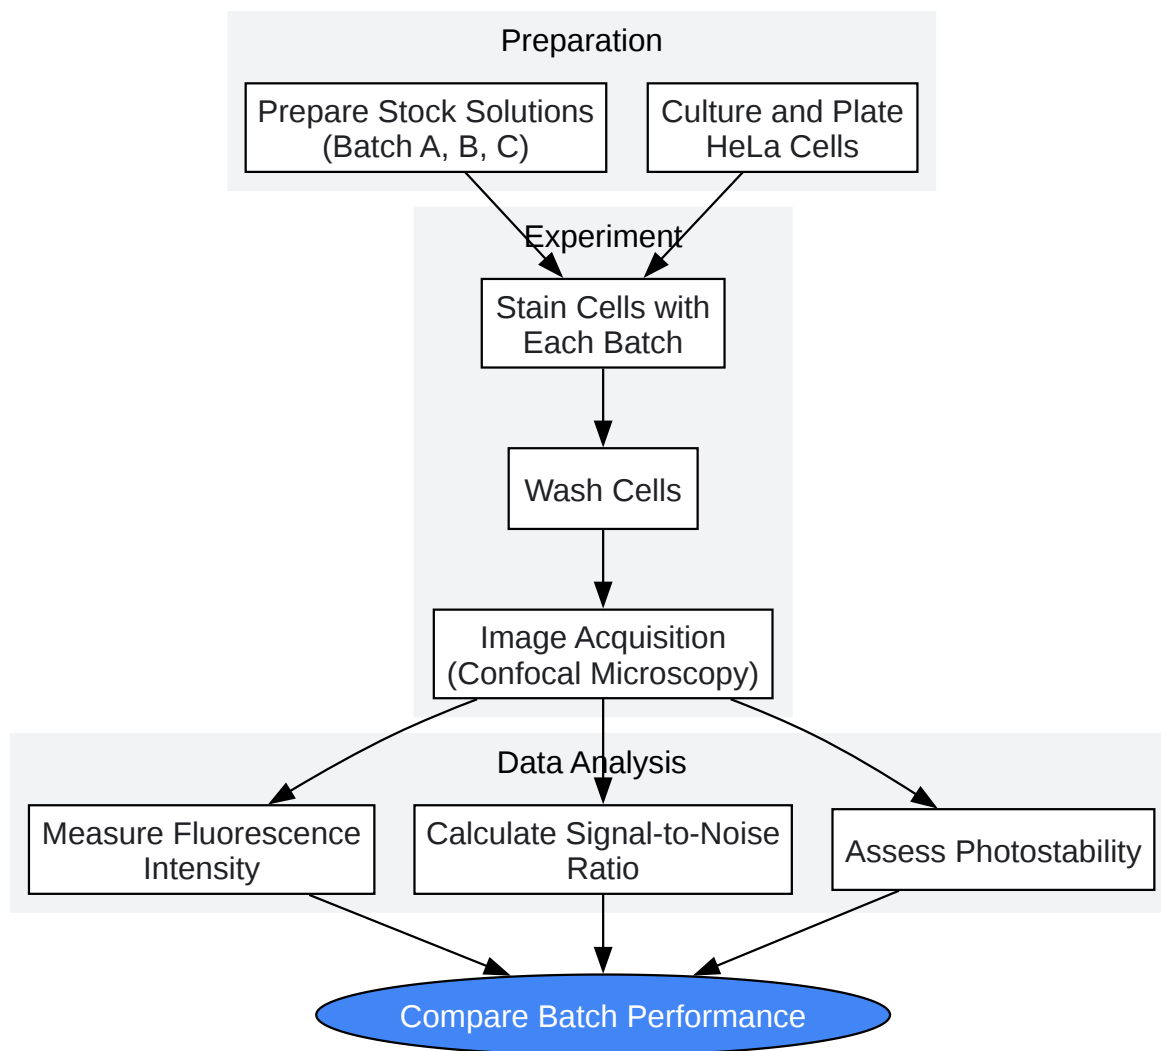 Preparation
Prepare Stock Solutions
(Batch A, B, C)
Culture and Plate
HeLa Cells
Experiment
Stain Cells with
Each Batch
Wash Cells
Image Acquisition
(Confocal Microscopy)
Data Analysis
Measure Fluorescence
Intensity
Calculate Signal-to-Noise
Ratio
Assess Photostability
Compare Batch Performance